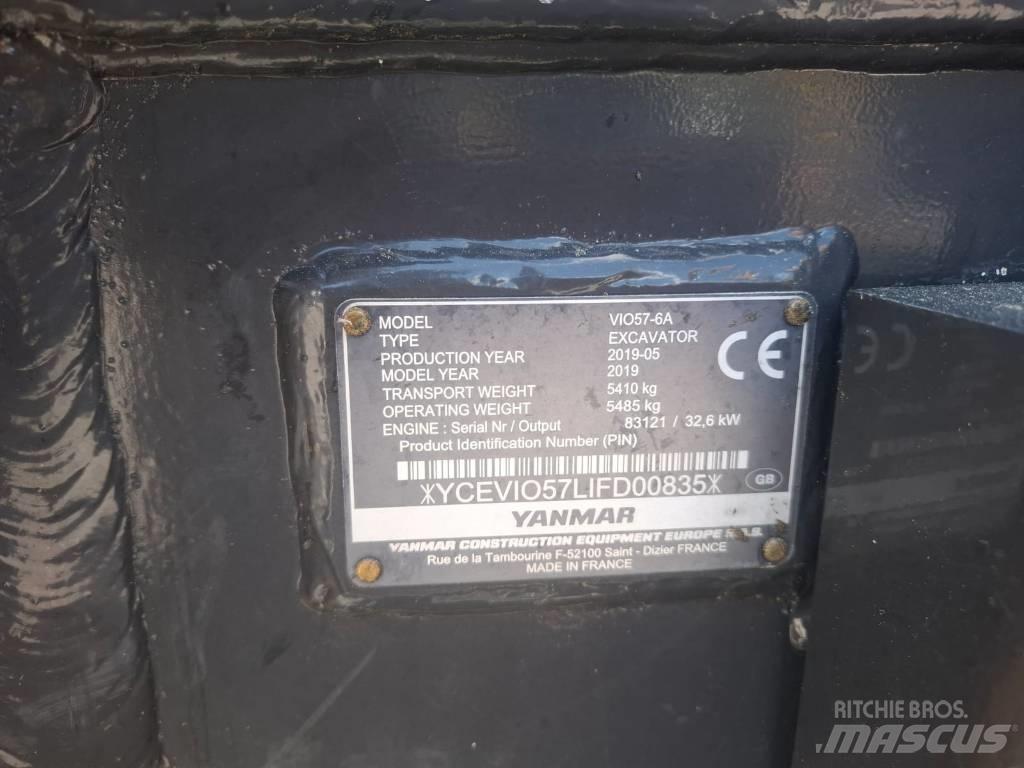 MODEL VIO57-6A
TYPE EXCAVATOR
PRODUCTION YEAR 2019-05
MODEL YEAR 2019
TRANSPORT WEIGHT 5410 kg
OPERATING WEIGHT 5485 kg
ENGINE : Serial Nr / Output 83121 / 32,6 kW
Product Identification Number (PIN)
CE
ӾYCEVIO57LIFD00835Ӿ GB
YANMAR
YANMAR CONSTRUCTION EQUIPMENT EUROPE
Rue de la Tambourine F-52100 Saint - Dizier FRANCE
MADE IN FRANCE
RITCHIE BROS.
MASCUS